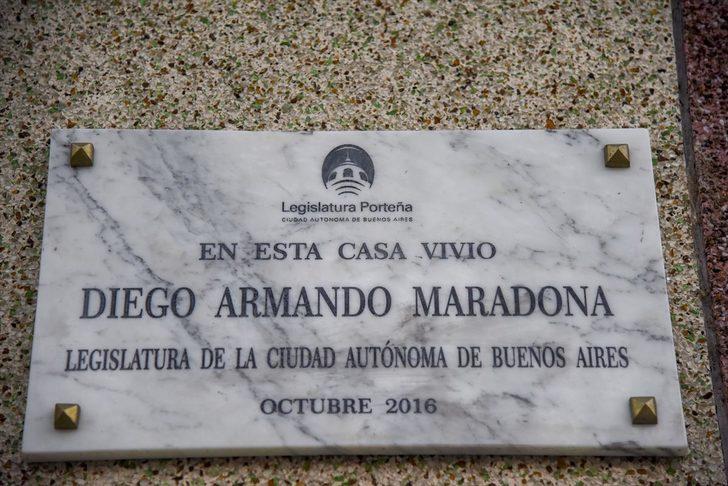 Legislatura Porteña
CIUDAD AUTONOMA DE BUENOS AIRES
EN ESTA CASA VIVIO
DIEGO ARMANDO MARADONA
LEGISLATURA DE LA CIUDAD AUTÓNOMA DE BUENOS AIRES
OCTUBRE 2016